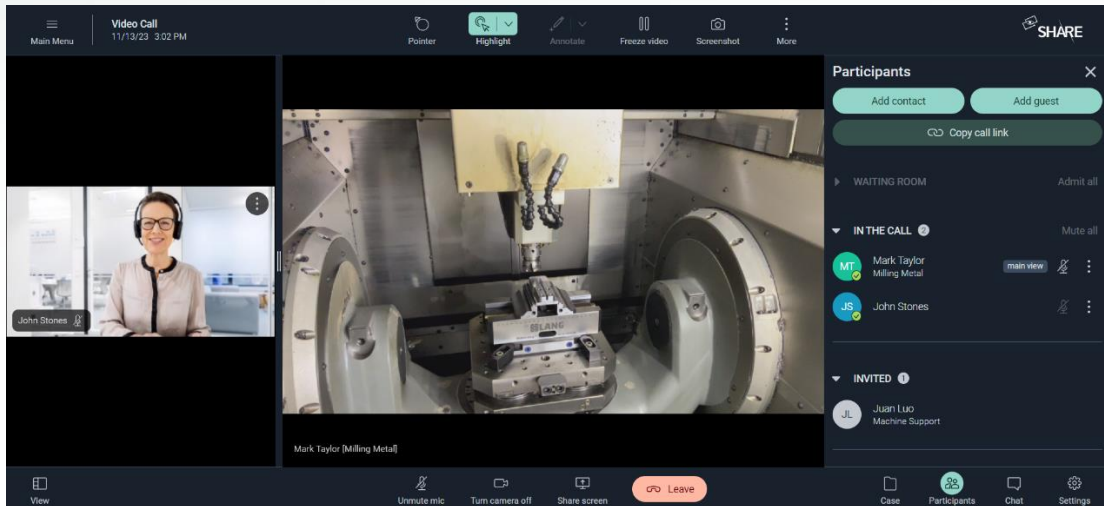 Main Menu
Video Call
11/13/23 3:02 PM
Pointer
Highlight
Annotate
Freeze video
Screenshot
More
SHARE
John Stones
LANG
Mark Taylor [Milling Metal]
Participants
Add contact
Add guest
Copy call link
WAITING ROOM
Admit all
IN THE CALL 2
Mute all
MT
Mark Taylor
Milling Metal
main view
JS
John Stones
INVITED 1
JL
Juan Luo
Machine Support
View
Unmute mic
Turn camera off
Share screen
Leave
Case
Participants
Chat
Settings